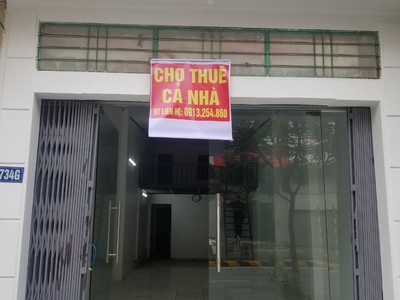 CHO THUÊ
CẢ NHÀ
ĐT LIÊN HỆ: 0913.254.860
734G